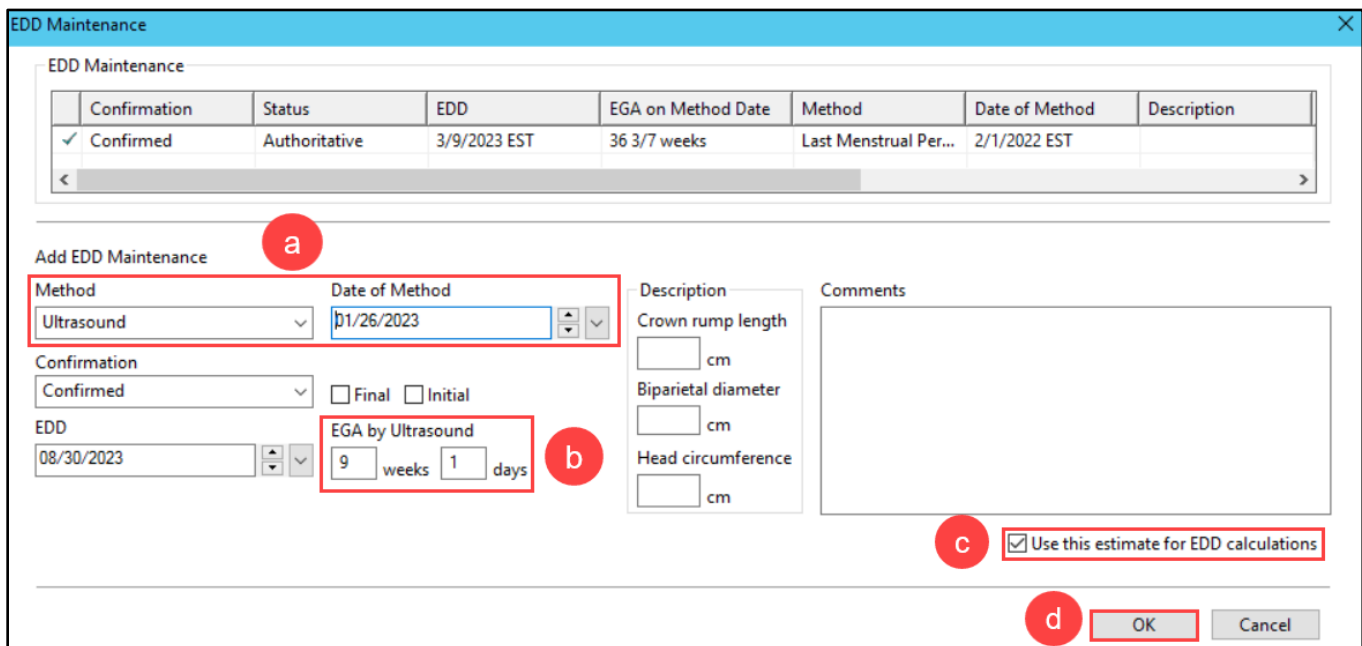 EDD Maintenance
EDD Maintenance
Confirmation Status EDD EGA on Method Date Method Date of Method Description
Confirmed Authoritative 3/9/2023 EST 36 3/7 weeks Last Menstrual Per... 2/1/2022 EST
a
Add EDD Maintenance
Method Date of Method Description Comments
Ultrasound 01/26/2023 Crown rump length
cm
Confirmation
Confirmed Final Initial Biparietal diameter
cm
EDD EGA by Ultrasound
08/30/2023 9 weeks 1 days b Head circumference
cm
c Use this estimate for EDD calculations
d OK Cancel